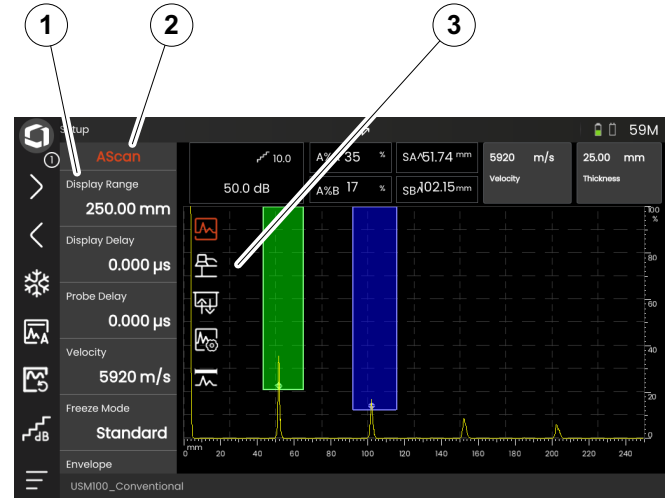 1
2
3
Setup
59M
1
AScan
10.0
50.0 dB
A%A 35 %
A%B 17 %
SA∧51.74 mm
SB∧102.15 mm
5920 m/s
Velocity
25.00 mm
Thickness
Display Range
250.00 mm
Display Delay
0.000 µs
Probe Delay
0.000 µs
Velocity
5920 m/s
Freeze Mode
Standard
Envelope
A
dB
100
%
80
60
40
20
0
mm
20
40
60
80
100
120
140
160
180
200
220
240
USM100_Conventional